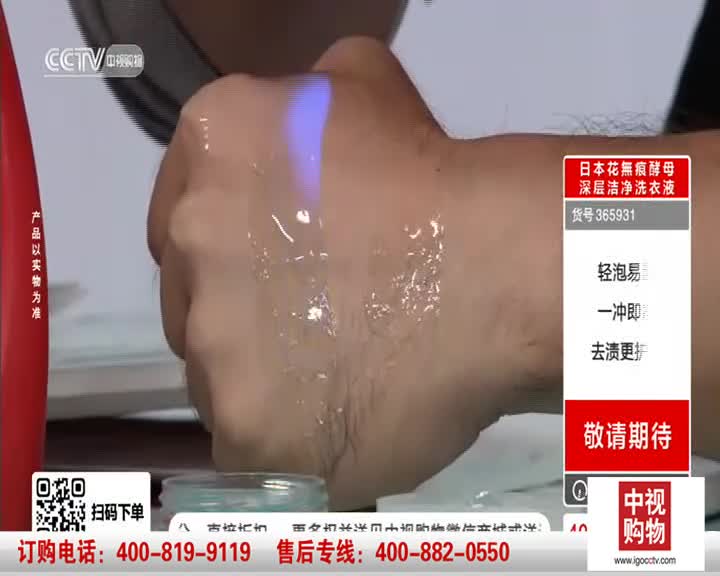 CCTV 中视购物
产品以实物为准
日本花無痕酵母
深层洁净洗衣液
货号 365931
轻泡易
一冲即
去渍更
敬请期待
扫码下单
中视
购物
www.igocctv.com
订购电话：400-819-9119 售后专线：400-882-0550